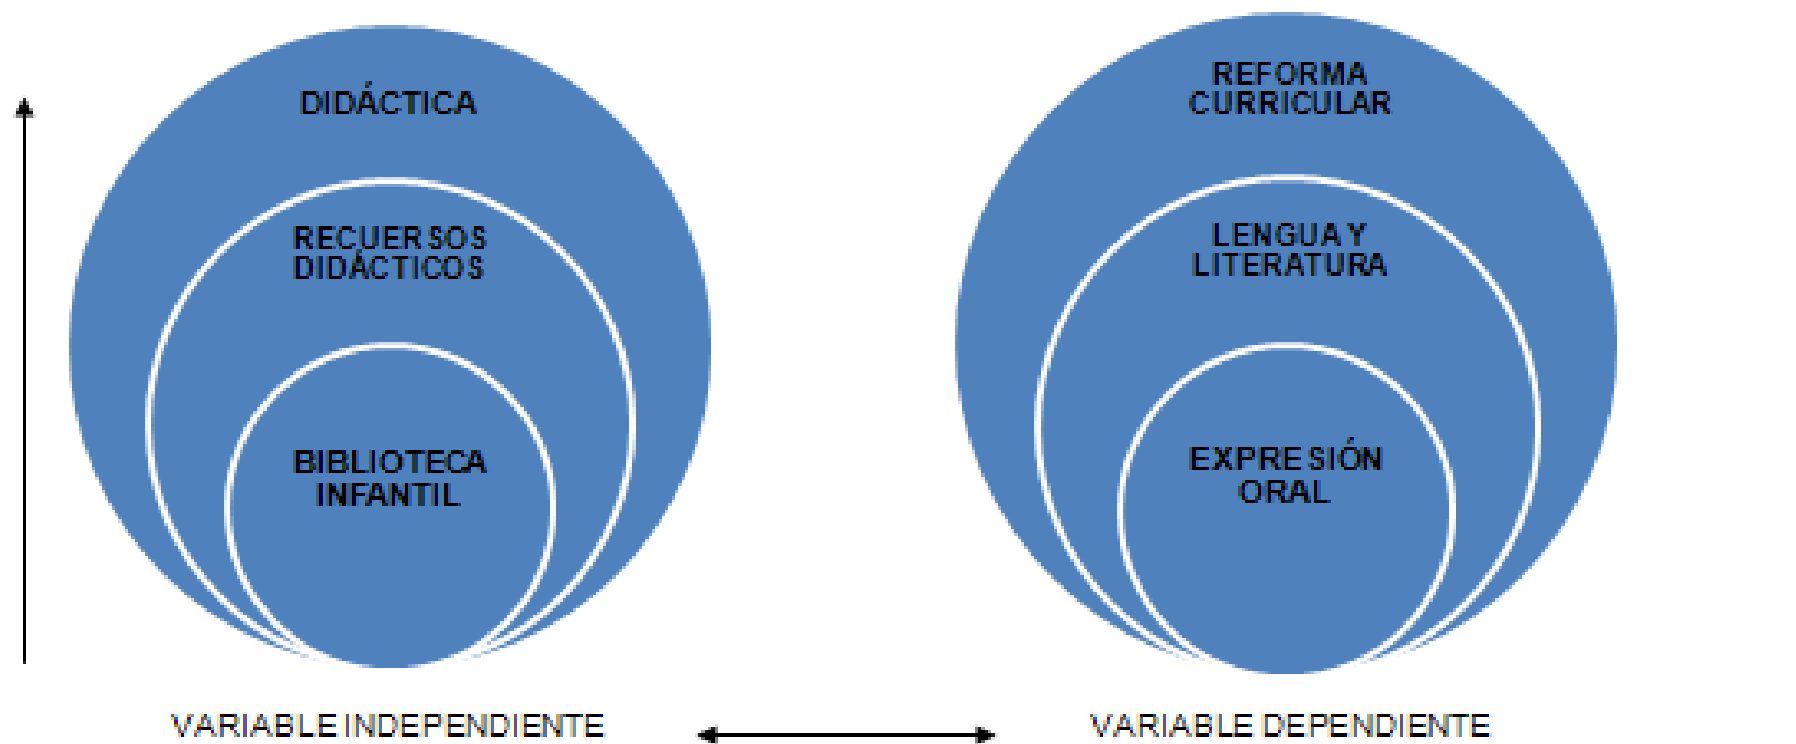 DIDÁCTICA
RECUERSOS
DIDÁCTICOS
BIBLIOTECA
INFANTIL
VARIABLE INDEPENDIENTE
REFORMA
CURRICULAR
LENGUA Y
LITERATURA
EXPRESIÓN
ORAL
VARIABLE DEPENDIENTE